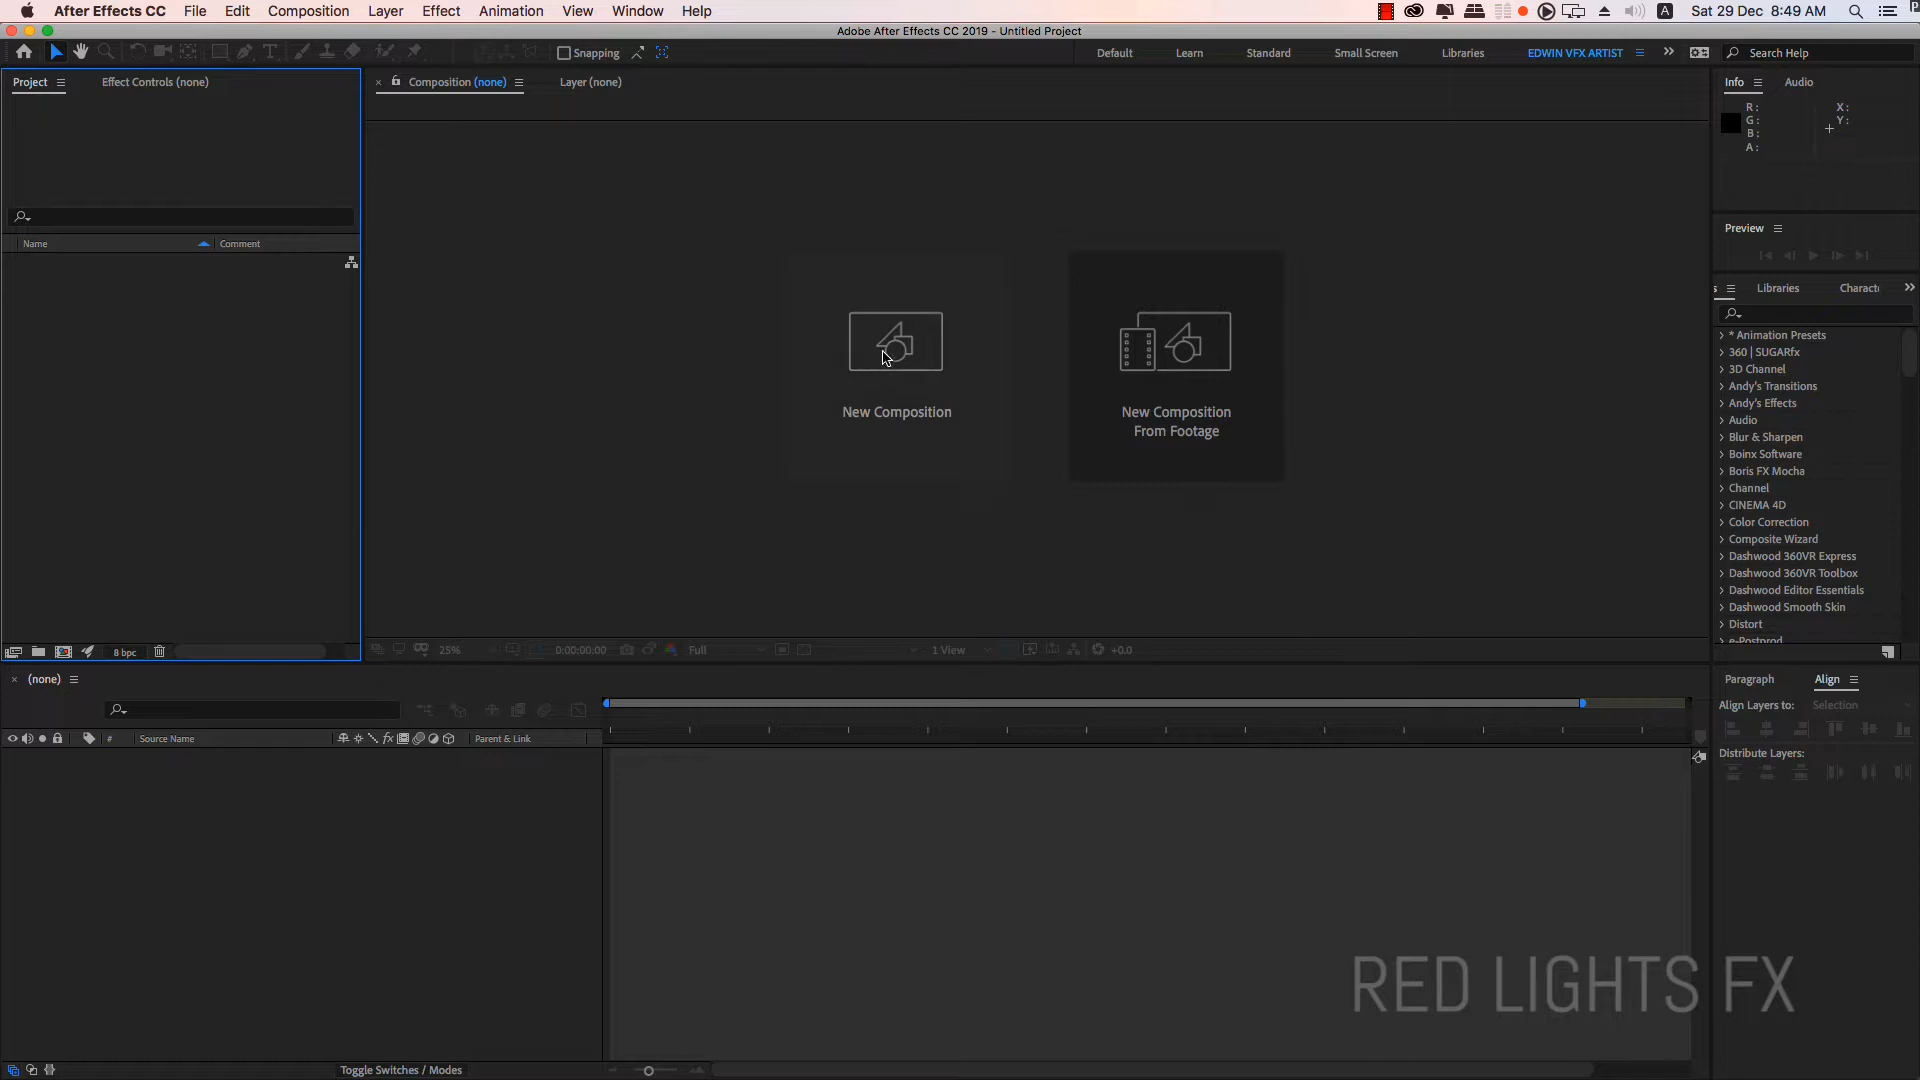 After Effects CC File Edit Composition Layer Effect Animation View Window Help
A Sat 29 Dec 8:49 AM
Adobe After Effects CC 2019 - Untitled Project
Snapping
Default Learn Standard Small Screen Libraries EDWIN VFX ARTIST
Search Help
Project
Effect Controls (none)
Composition (none)
Layer (none)
Info
Audio
R:
G:
B:
A:
X:
Y:
Name
Comment
New Composition
New Composition
From Footage
Preview
s
Libraries
Charact
* Animation Presets
360 | SUGARfx
3D Channel
Andy's Transitions
Andy's Effects
Audio
Blur & Sharpen
Boinx Software
Boris FX Mocha
Channel
CINEMA 4D
Color Correction
Composite Wizard
Dashwood 360VR Express
Dashwood 360VR Toolbox
Dashwood Editor Essentials
Dashwood Smooth Skin
Distort
e-Postprod
8 bpc
25%
0:00:00:00
Full
1 View
+0.0
(none)
# Source Name
fx
Parent & Link
Paragraph
Align
Align Layers to: Selection
Distribute Layers:
RED LIGHTS FX
Toggle Switches / Modes